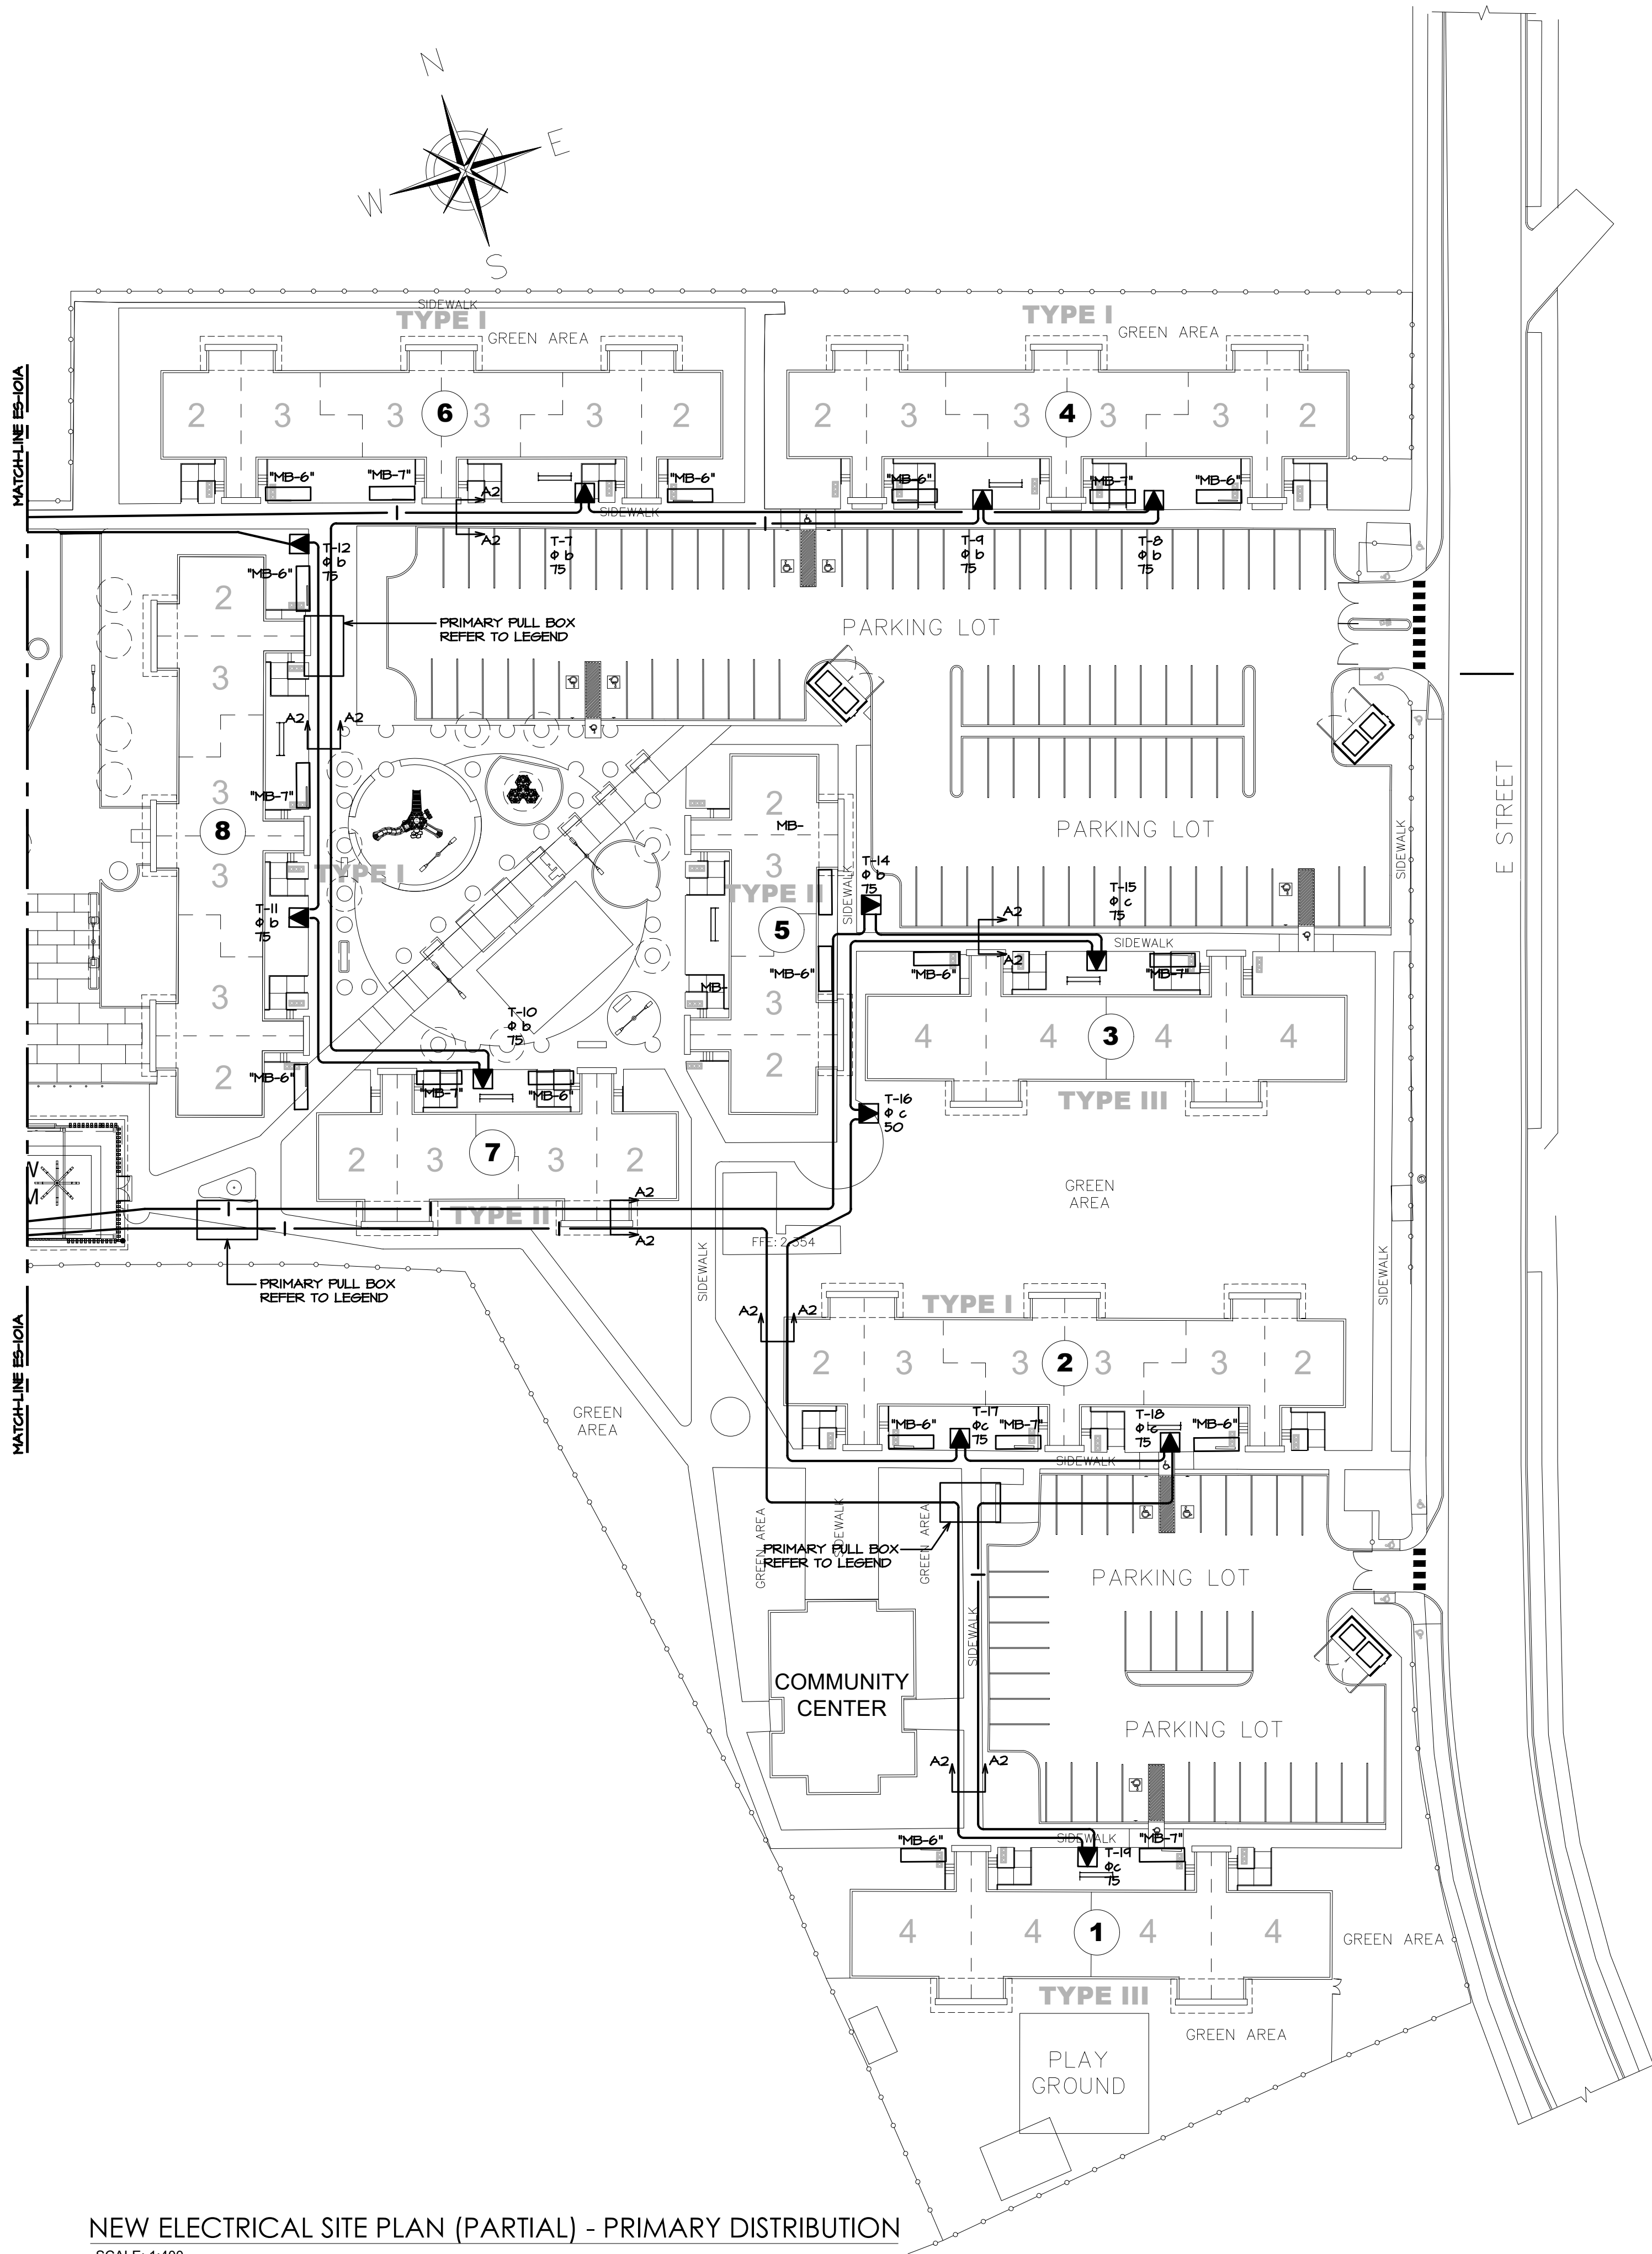 N
E
W
S
MATCH-LINE ES-101A
SIDEWALK
TYPE I
GREEN AREA
TYPE I
GREEN AREA
2 3 3 6 3 3 2
2 3 3 4 3 3 2
"MB-6"
"MB-7"
"MB-6"
"MB-6"
"MB-7"
"MB-6"
A2
SIDEWALK
A2
T-12
Φ b
75
T-7
Φ b
75
T-9
Φ b
75
T-8
Φ b
75
"MB-6"
2
PRIMARY PULL BOX
REFER TO LEGEND
PARKING LOT
3
A2 A2
3
"MB-7"
8
3
TYPE I
T-11
Φ b
75
3
2
"MB-6"
2
MB-
3
TYPE II
5
"MB-6"
MB-
3
2
SIDEWALK
T-14
Φ b
75
PARKING LOT
T-15
Φ c
75
SIDEWALK
E STREET
A2
A2
SIDEWALK
"MB-6"
"MB-7"
4 4 3 4 4
TYPE III
T-10
Φ b
75
"MB-7"
"MB-6"
T-16
Φ c
50
2 3 7 3 2
TYPE II
A2
A2
GREEN
AREA
FFE: 2.354
SIDEWALK
SIDEWALK
W
M
PRIMARY PULL BOX
REFER TO LEGEND
MATCH-LINE ES-101A
A2 A2
TYPE I
2 3 3 2 3 3 2
GREEN
AREA
"MB-6"
T-17
Φc
75
"MB-7"
T-18
Φc
75
"MB-6"
SIDEWALK
GREEN AREA
SIDEWALK
GREEN AREA
PRIMARY PULL BOX
REFER TO LEGEND
PARKING LOT
SIDEWALK
COMMUNITY
CENTER
PARKING LOT
A2 A2
"MB-6"
SIDEWALK
"MB-7"
T-19
Φc
75
4 4 1 4 4
GREEN AREA
TYPE III
GREEN AREA
PLAY
GROUND
NEW ELECTRICAL SITE PLAN (PARTIAL) - PRIMARY DISTRIBUTION